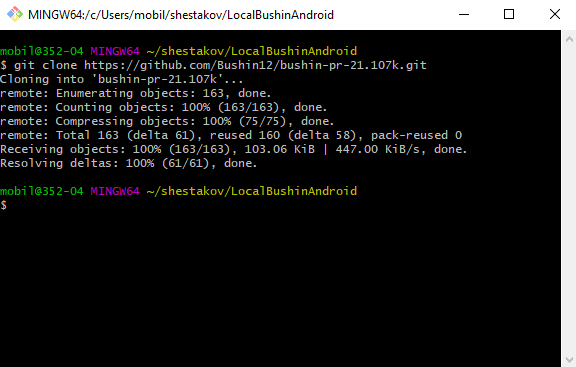 MINGW64:/c/Users/mobil/shestakov/LocalBushinAndroid
mobil@352-04 MINGW64 ~/shestakov/LocalBushinAndroid
$ git clone https://github.com/Bushin12/bushin-pr-21.107k.git
Cloning into 'bushin-pr-21.107k'...
remote: Enumerating objects: 163, done.
remote: Counting objects: 100% (163/163), done.
remote: Compressing objects: 100% (75/75), done.
remote: Total 163 (delta 61), reused 160 (delta 58), pack-reused 0
Receiving objects: 100% (163/163), 103.06 KiB | 447.00 KiB/s, done.
Resolving deltas: 100% (61/61), done.
mobil@352-04 MINGW64 ~/shestakov/LocalBushinAndroid
$